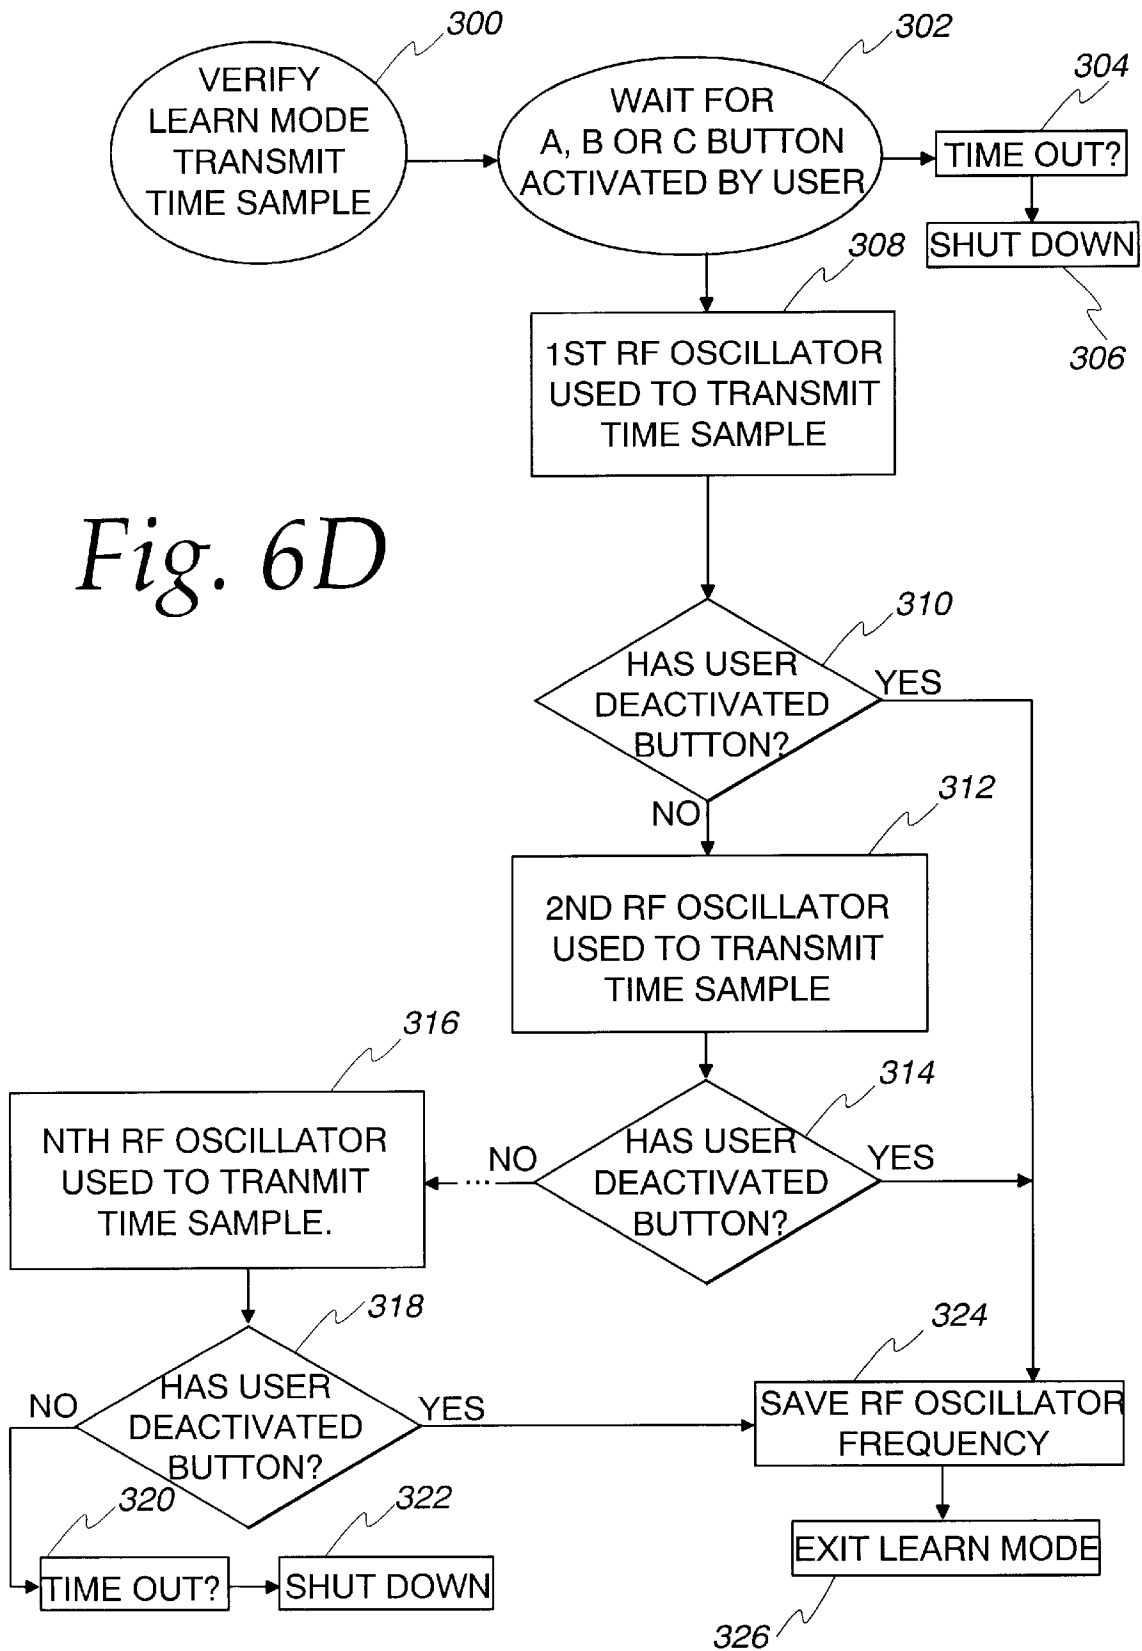 300
VERIFY
LEARN MODE
TRANSMIT
TIME SAMPLE
302
WAIT FOR
A, B OR C BUTTON
ACTIVATED BY USER
304
TIME OUT?
SHUT DOWN
306
308
1ST RF OSCILLATOR
USED TO TRANSMIT
TIME SAMPLE
Fig. 6D
310
HAS USER
DEACTIVATED
BUTTON?
YES
NO
312
2ND RF OSCILLATOR
USED TO TRANSMIT
TIME SAMPLE
314
HAS USER
DEACTIVATED
BUTTON?
YES
NO
...
316
NTH RF OSCILLATOR
USED TO TRANMIT
TIME SAMPLE.
318
HAS USER
DEACTIVATED
BUTTON?
NO
YES
320
TIME OUT?
322
SHUT DOWN
324
SAVE RF OSCILLATOR
FREQUENCY
EXIT LEARN MODE
326